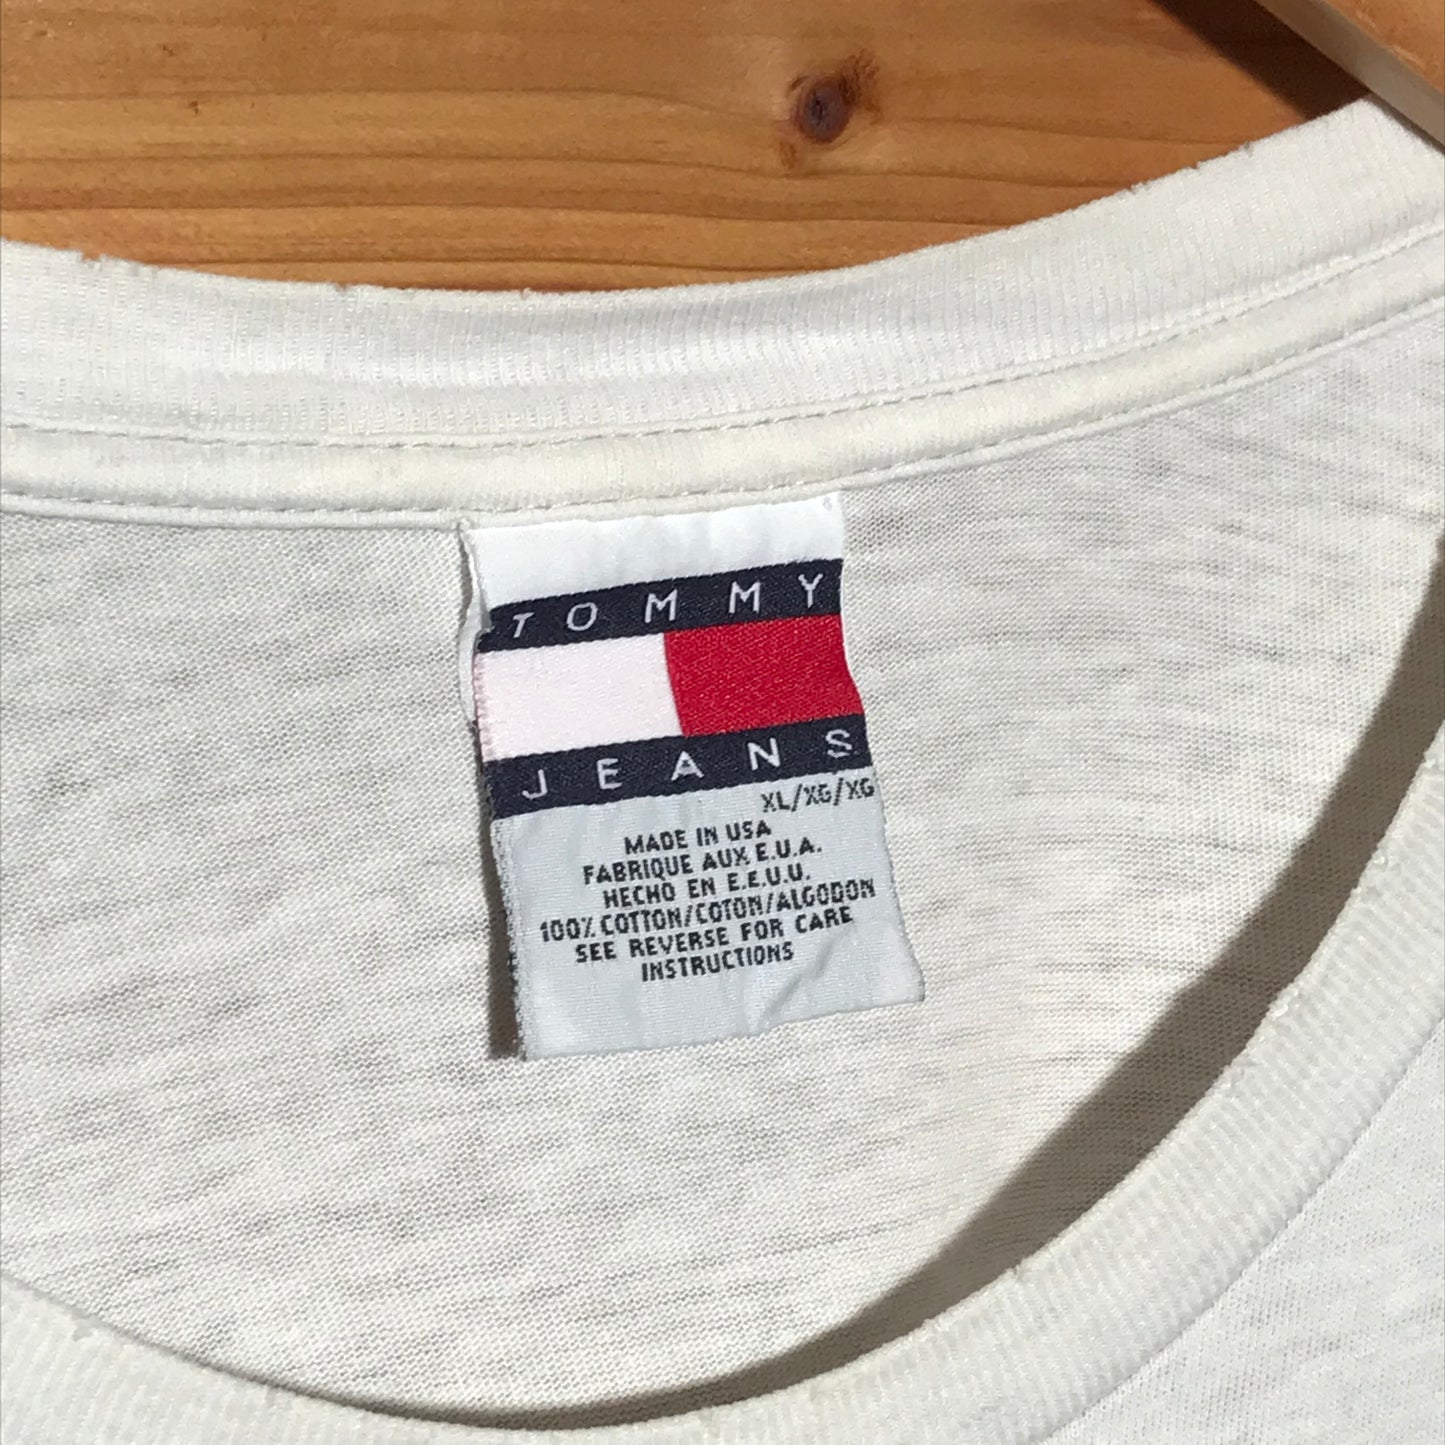 TOMMY
JEANS
XL/XG/XG
MADE IN USA
FABRIQUE AUX E.U.A.
HECHO EN E.E.U.U.
100% COTTON/COTON/ALGODON
SEE REVERSE FOR CARE
INSTRUCTIONS